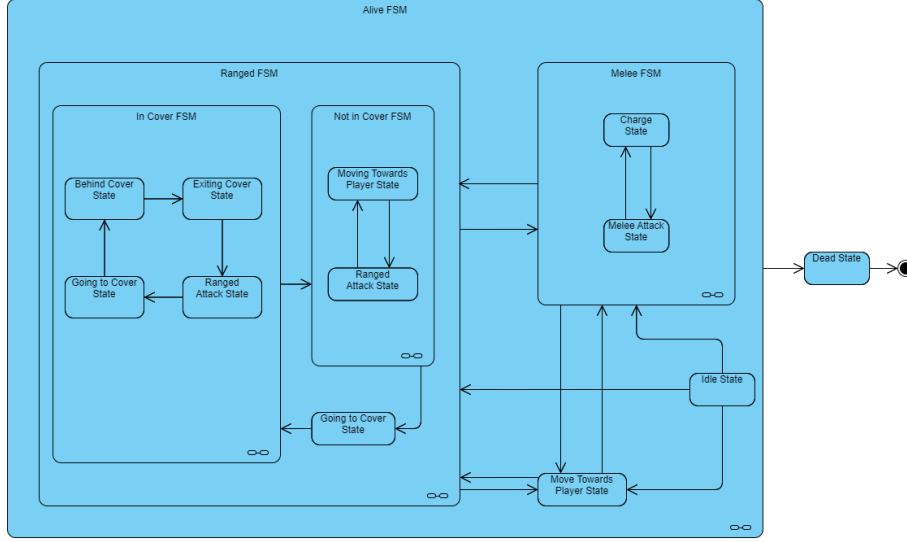 Alive FSM
Ranged FSM
Melee FSM
In Cover FSM
Not in Cover FSM
Charge
State
Behind Cover
State
Exiting Cover
State
Moving Towards
Player State
Melee Attack
State
Going to Cover
State
Ranged
Attack State
Ranged
Attack State
Dead State
Idle State
Going to Cover
State
Move Towards
Player State